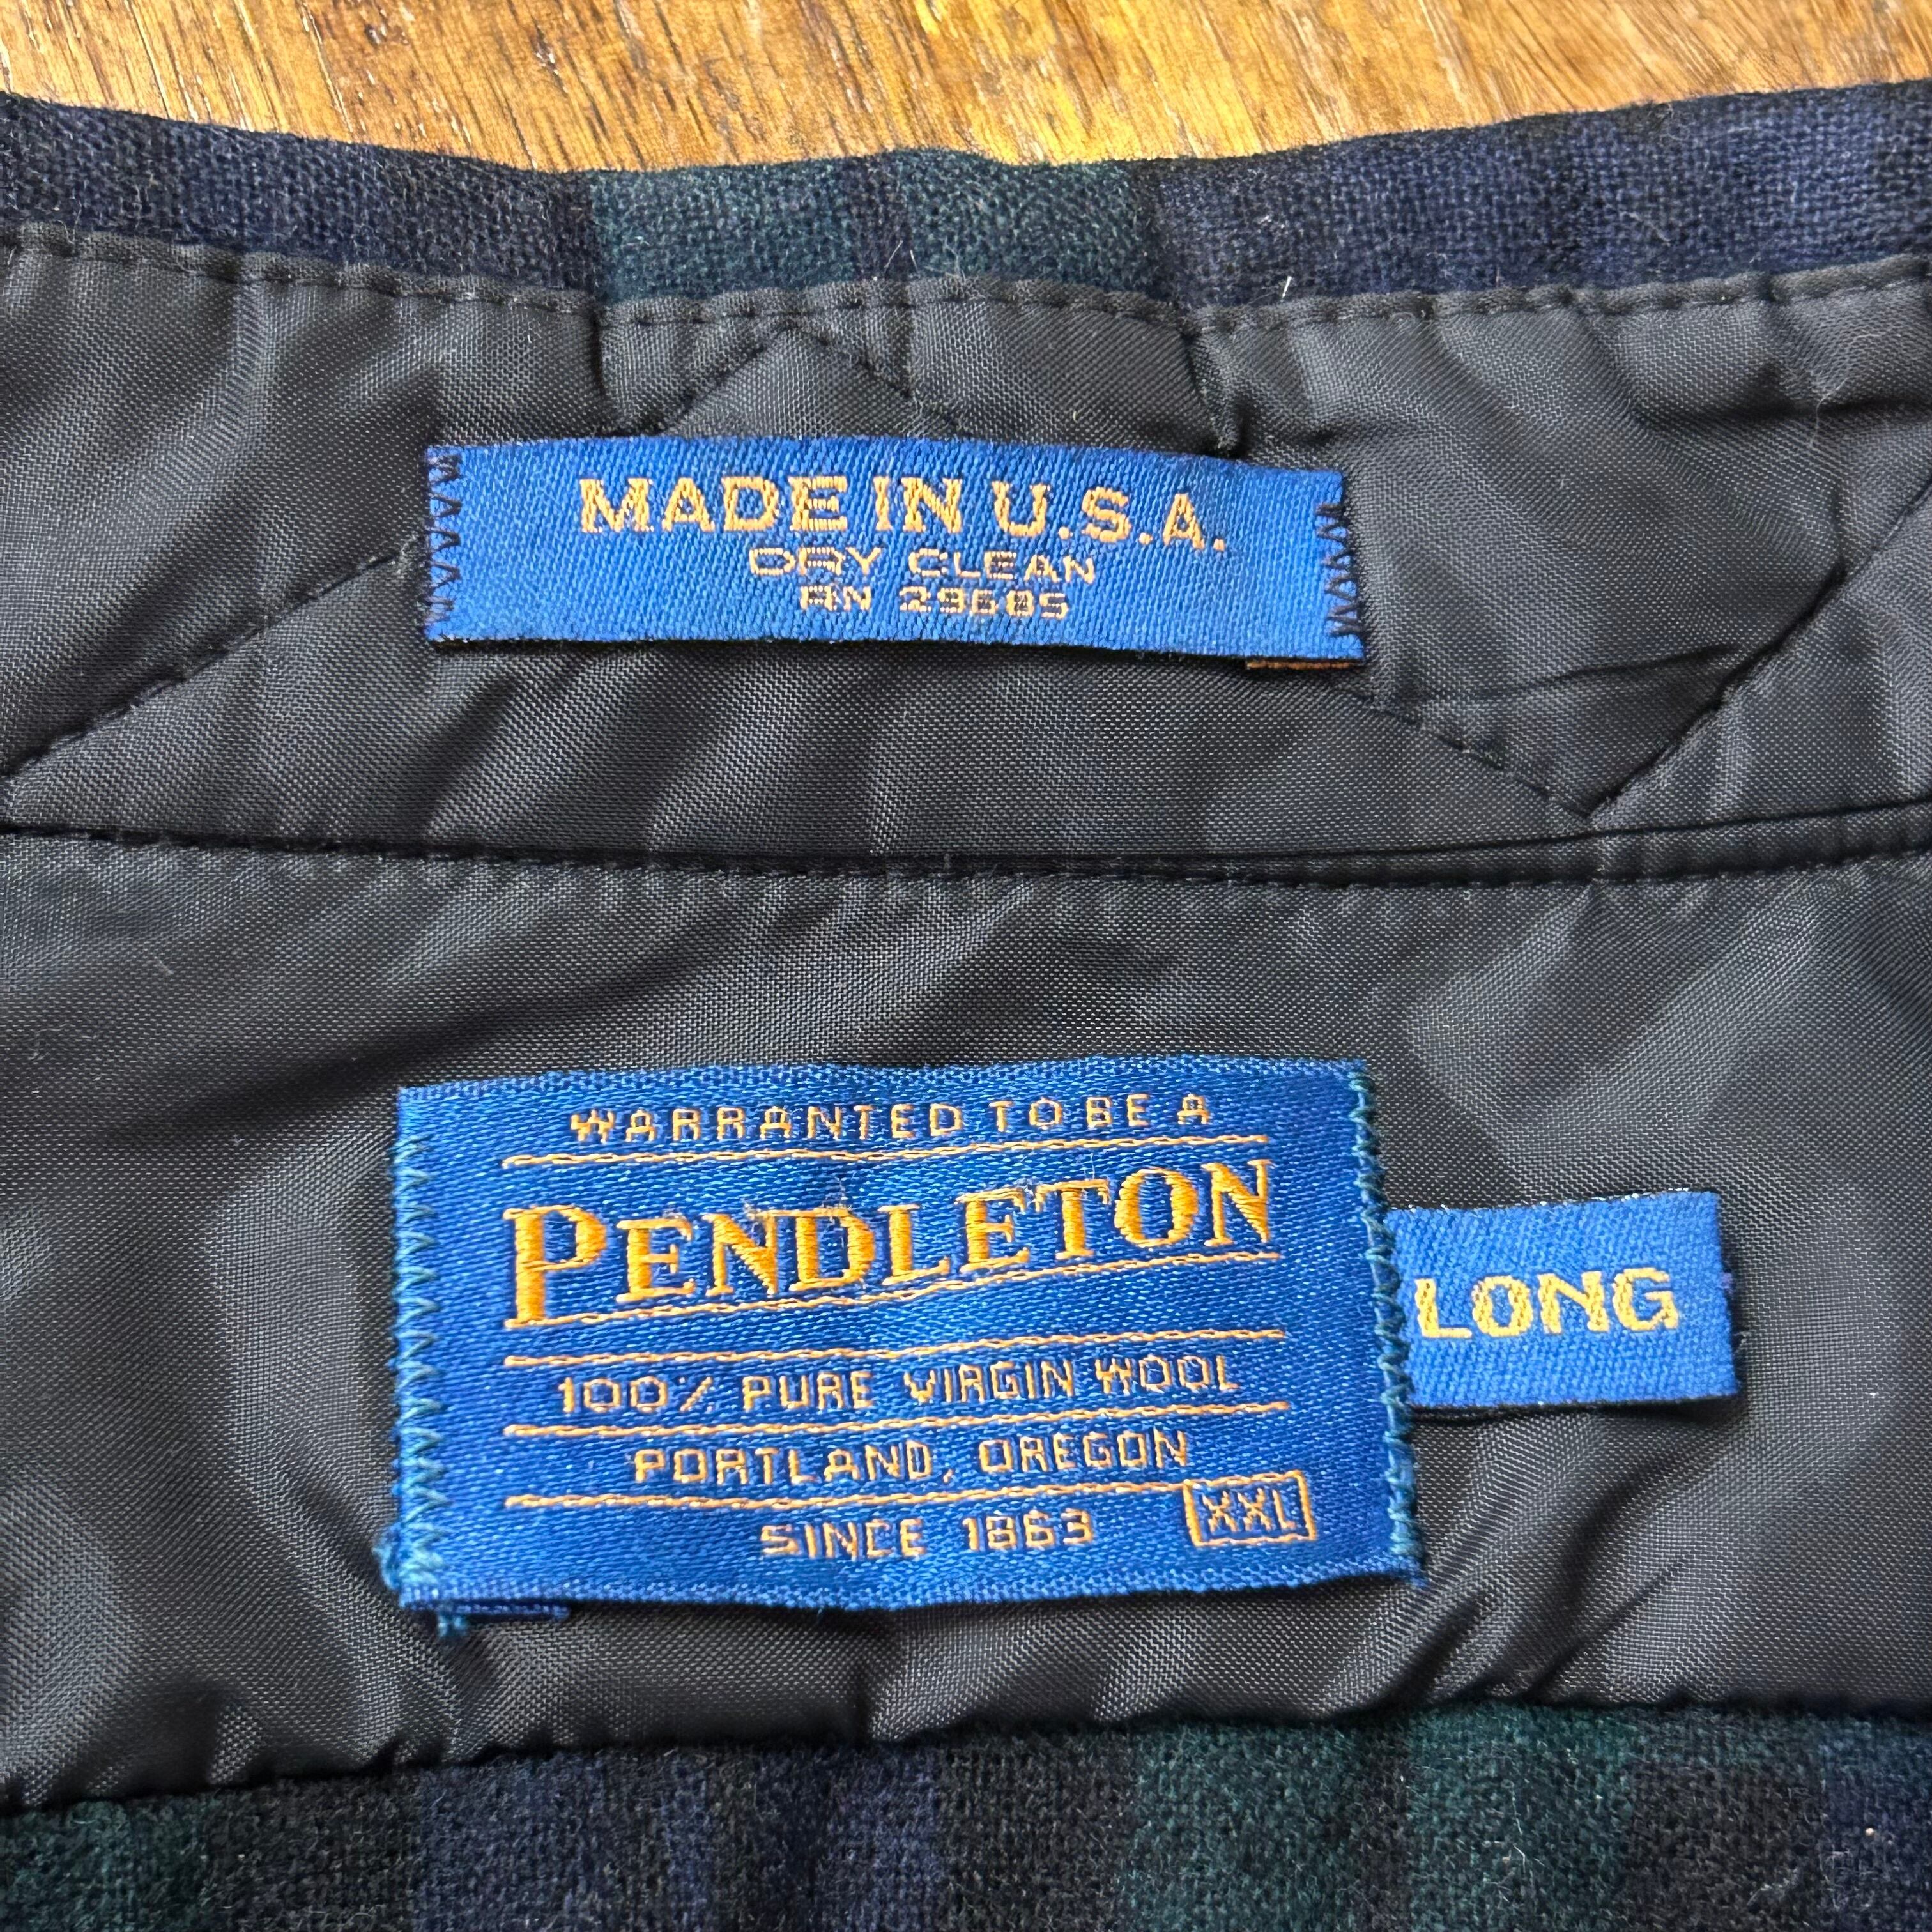 MADE IN U.S.A.
DRY CLEAN
RN 29685
WARRANTED TO BE A
PENDLETON
100% PURE VIRGIN WOOL
PORTLAND, OREGON
SINCE 1863 XXL
LONG